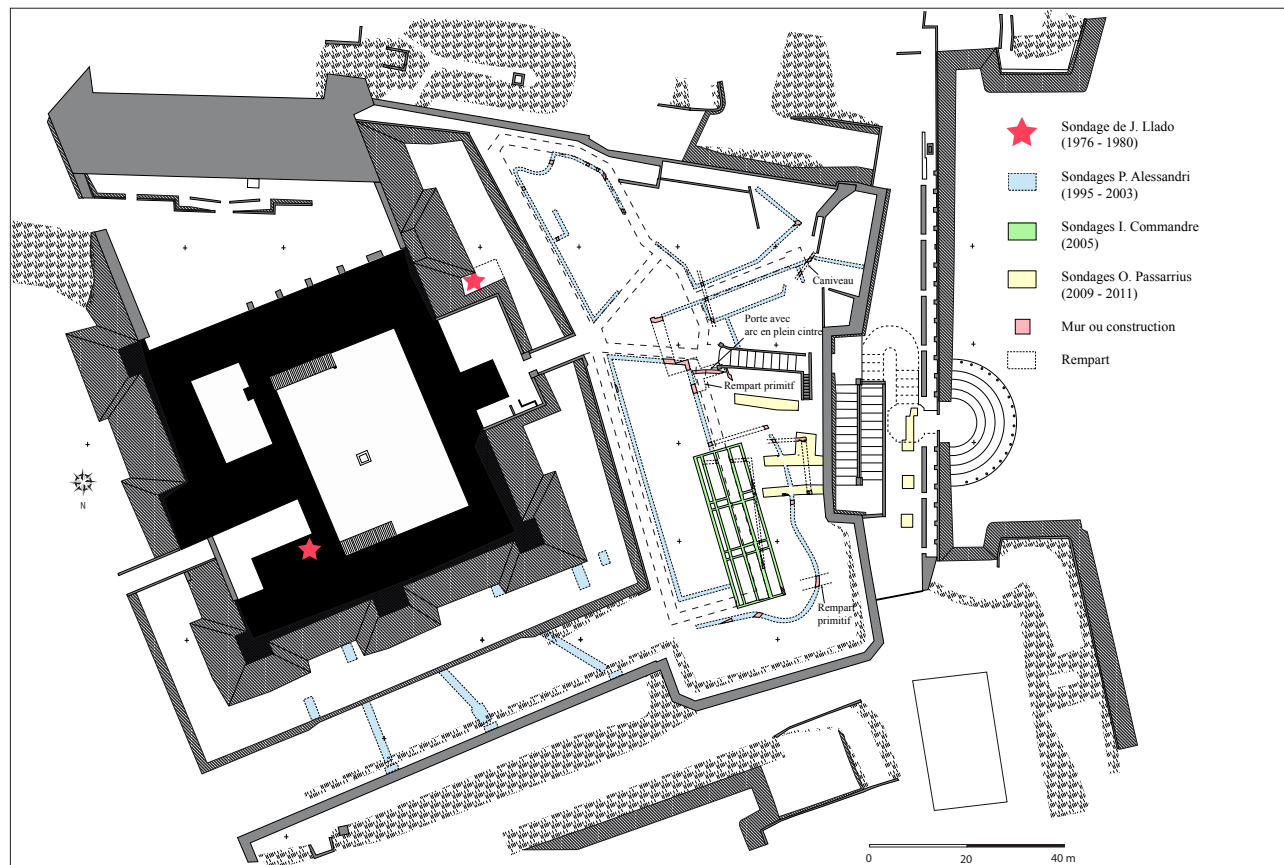 Sondage de J. Llado
(1976 - 1980)
Sondages P. Alessandri
(1995 - 2003)
Sondages I. Commandre
(2005)
Sondages O. Passarrius
(2009 - 2011)
Mur ou construction
Rempart
Caniveau
Porte avec
arc en plein cintre
Rempart primitif
Rempart
primitif
N
0 20 40 m